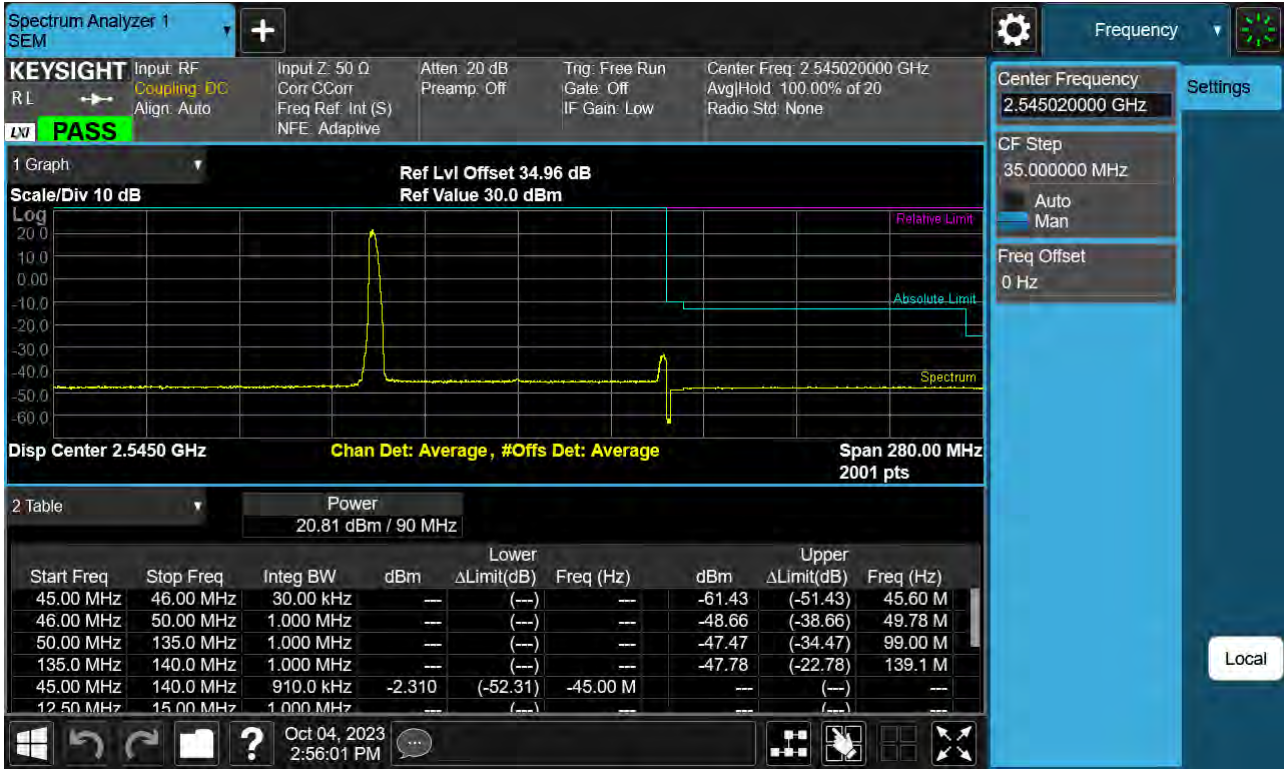 Spectrum Analyzer 1
SEM
+
Frequency
KEYSIGHT
R L
LXI
PASS
Input: RF
Coupling: DC
Align: Auto
Input Z: 50 Ω
Corr CCorr
Freq Ref: Int (S)
NFE: Adaptive
Atten: 20 dB
Preamp: Off
Trig: Free Run
Gate: Off
IF Gain: Low
Center Freq: 2.545020000 GHz
Avg|Hold: 100.00% of 20
Radio Std: None
Center Frequency
2.545020000 GHz
Settings
CF Step
35.000000 MHz
Auto
Man
Freq Offset
0 Hz
Local
1 Graph
Scale/Div 10 dB
Ref Lvl Offset 34.96 dB
Ref Value 30.0 dBm
Log
20.0
10.0
0.00
-10.0
-20.0
-30.0
-40.0
-50.0
-60.0
Relative Limit
Absolute Limit
Spectrum
Disp Center 2.5450 GHz
Chan Det: Average, #Offs Det: Average
Span 280.00 MHz
2001 pts
2 Table
Power
20.81 dBm / 90 MHz
Lower Upper
Start Freq Stop Freq Integ BW dBm ΔLimit(dB) Freq (Hz) dBm ΔLimit(dB) Freq (Hz)
45.00 MHz 46.00 MHz 30.00 kHz --- (---) --- -61.43 (-51.43) 45.60 M
46.00 MHz 50.00 MHz 1.000 MHz --- (---) --- -48.66 (-38.66) 49.78 M
50.00 MHz 135.0 MHz 1.000 MHz --- (---) --- -47.47 (-34.47) 99.00 M
135.0 MHz 140.0 MHz 1.000 MHz --- (---) --- -47.78 (-22.78) 139.1 M
45.00 MHz 140.0 MHz 910.0 kHz -2.310 (-52.31) -45.00 M --- (---) ---
12.50 MHz 15.00 MHz 1.000 MHz --- (---) --- --- (---) ---
?
Oct 04, 2023
2:56:01 PM